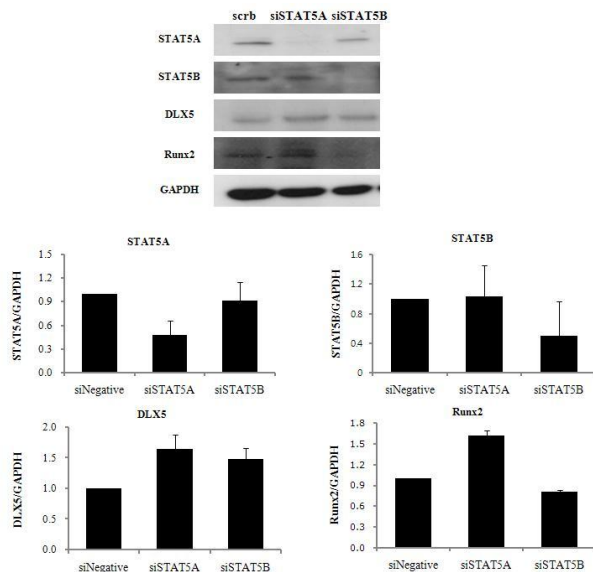 scrb siSTAT5A siSTAT5B
STAT5A
STAT5B
DLX5
Runx2
GAPDH
STAT5A
STAT5A/GAPDH
1.5
1.2
0.9
0.6
0.3
0.0
siNegative siSTAT5A siSTAT5B
STAT5B
STAT5B/GAPDH
1.6
1.2
0.8
0.4
0
siNegative siSTAT5A siSTAT5B
DLX5
DLX5/GAPDH
2.0
1.5
1.0
0.5
0.0
siNegative siSTAT5A siSTAT5B
Runx2
Runx2/GAPDH
1.8
1.5
1.2
0.9
0.6
0.3
0.0
siNegative siSTAT5A siSTAT5B